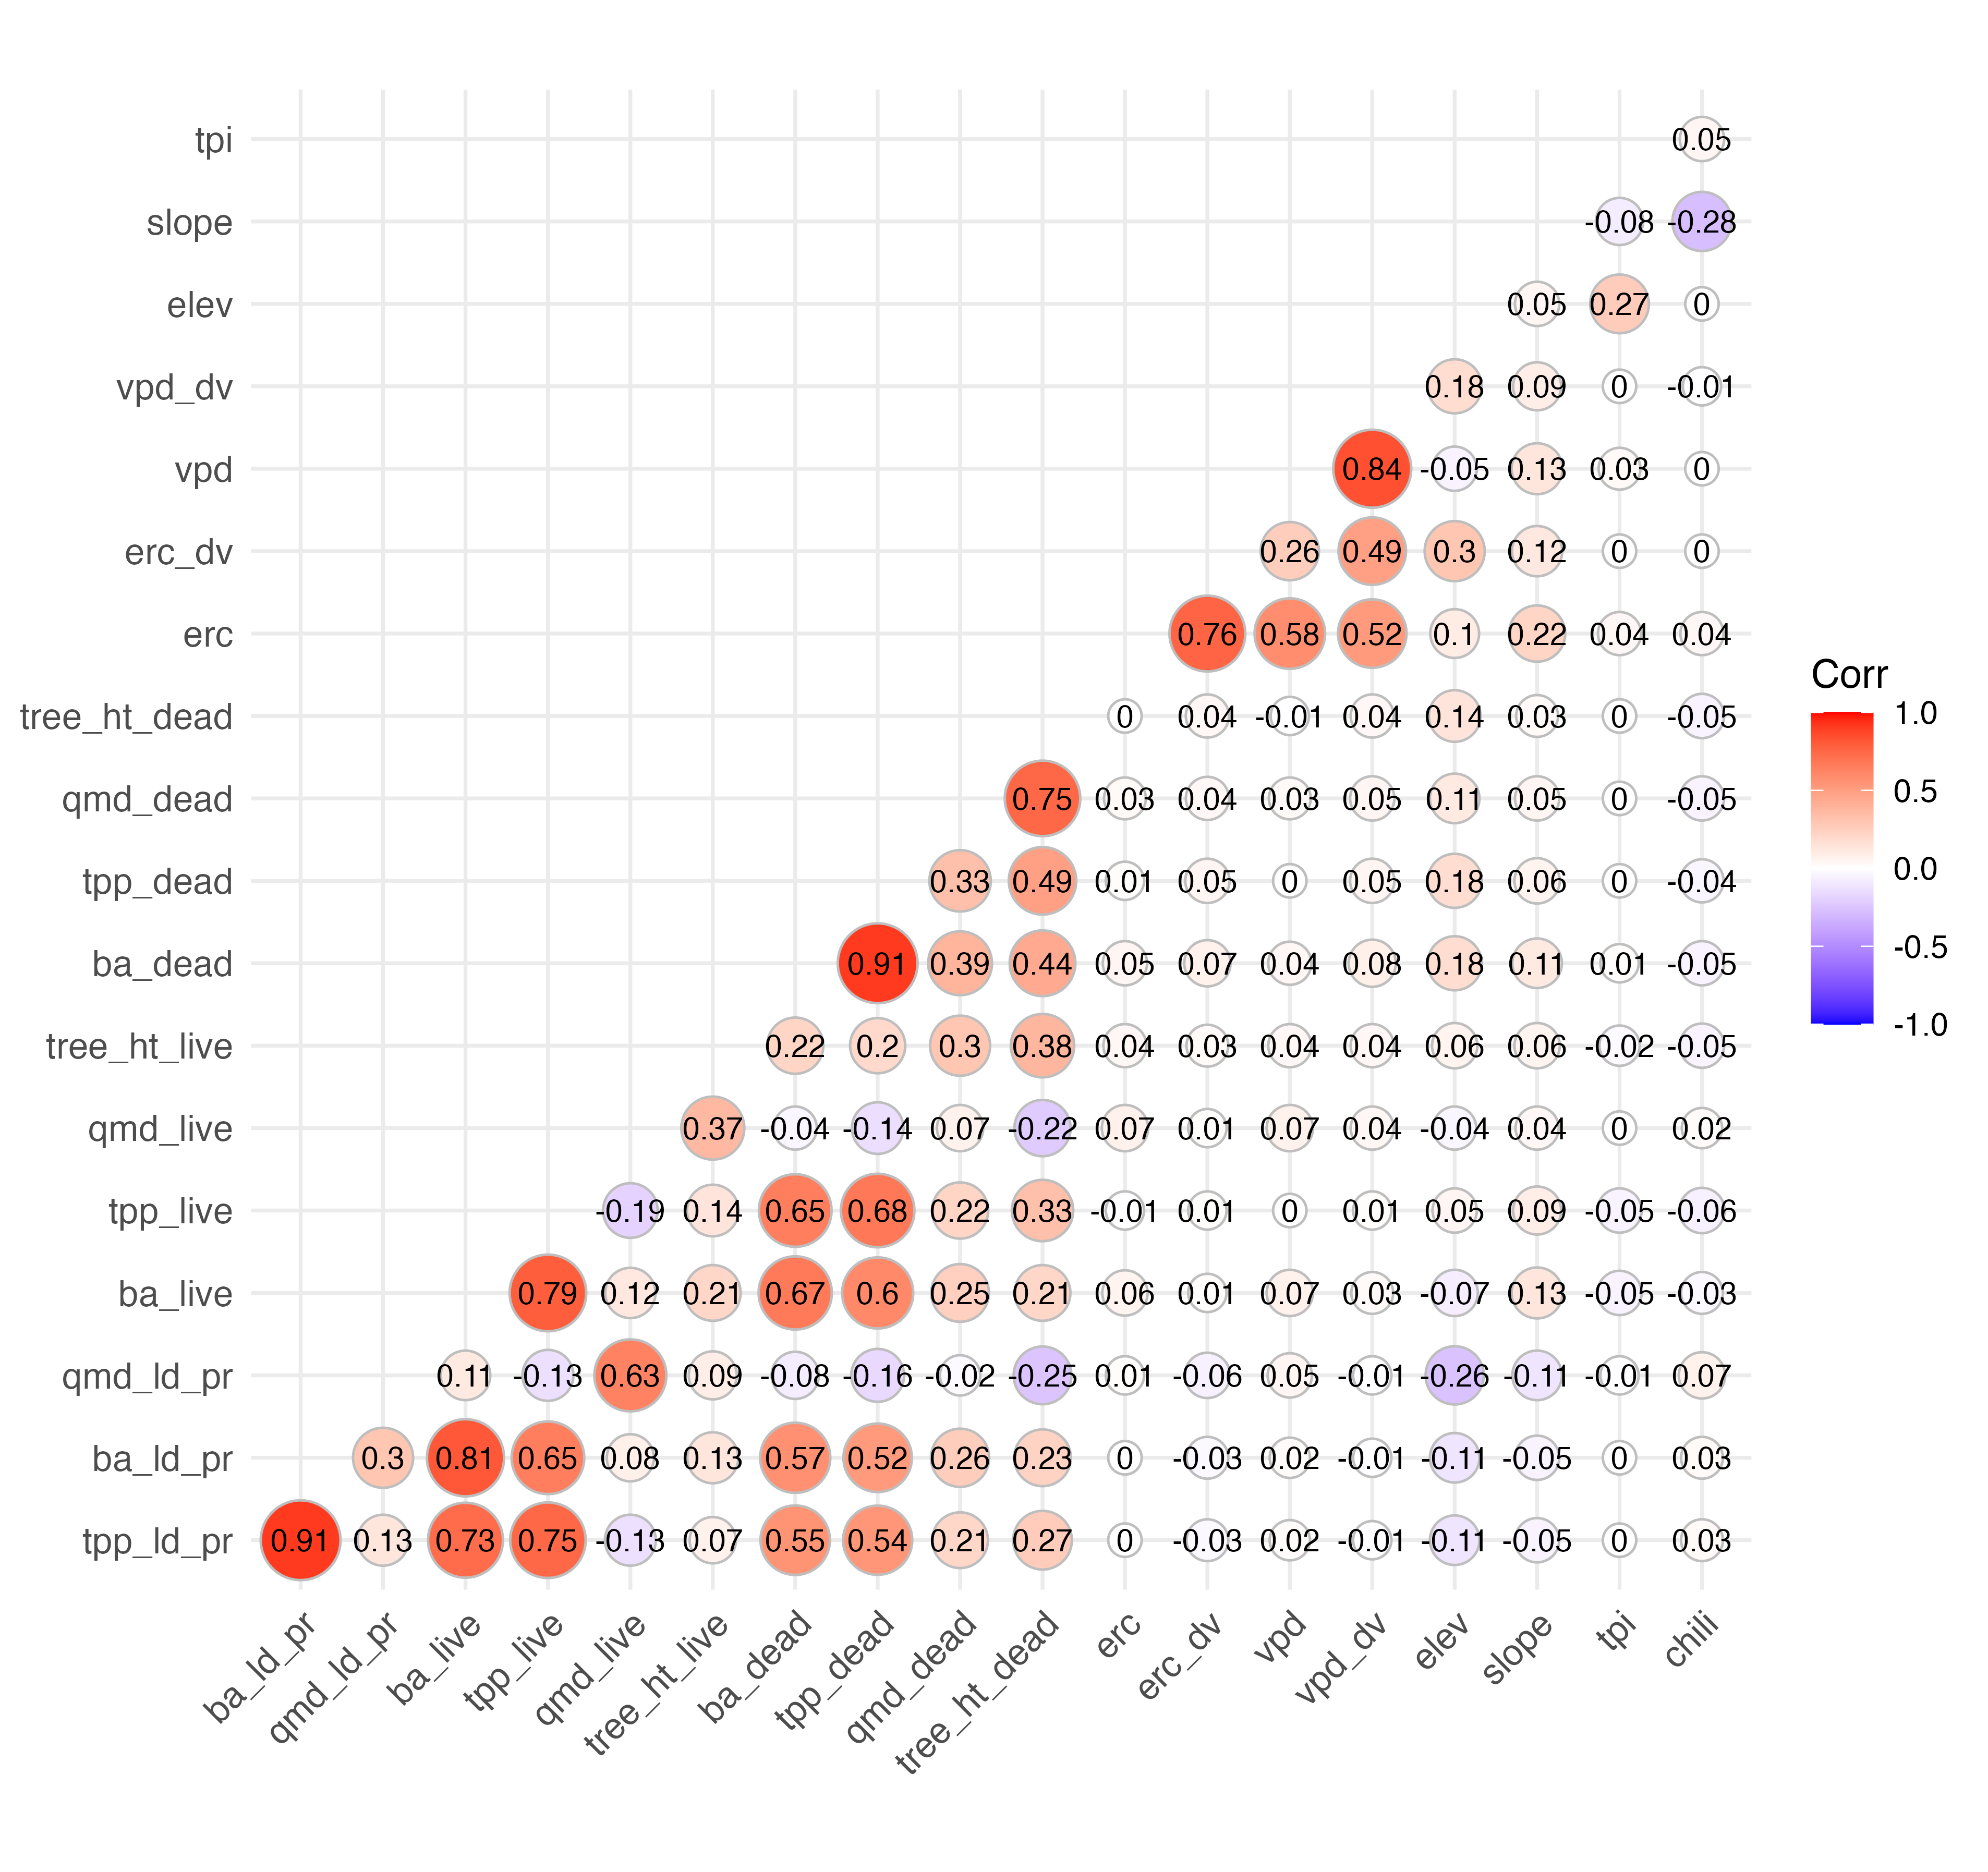 tpi 0.05
slope -0.08 -0.28
elev 0.05 0.27 0
vpd_dv 0.18 0.09 0 -0.01
vpd 0.84 -0.05 0.13 0.03 0
erc_dv 0.26 0.49 0.3 0.12 0 0
erc 0.76 0.58 0.52 0.1 0.22 0.04 0.04
Corr
tree_ht_dead 0 0.04 -0.01 0.04 0.14 0.03 0 -0.05
1.0
qmd_dead 0.75 0.03 0.04 0.03 0.05 0.11 0.05 0 -0.05
0.5
tpp_dead 0.33 0.49 0.01 0.05 0 0.05 0.18 0.06 0 -0.04
0.0
ba_dead 0.91 0.39 0.44 0.05 0.07 0.04 0.08 0.18 0.11 0.01 -0.05
-0.5
tree_ht_live 0.22 0.2 0.3 0.38 0.04 0.03 0.04 0.04 0.06 0.06 -0.02 -0.05
-1.0
qmd_live 0.37 -0.04 -0.14 0.07 -0.22 0.07 0.01 0.07 0.04 -0.04 0.04 0 0.02
tpp_live -0.19 0.14 0.65 0.68 0.22 0.33 -0.01 0.01 0 0.01 0.05 0.09 -0.05 -0.06
ba_live 0.79 0.12 0.21 0.67 0.6 0.25 0.21 0.06 0.01 0.07 0.03 -0.07 0.13 -0.05 -0.03
qmd_ld_pr 0.11 -0.13 0.63 0.09 -0.08 -0.16 -0.02 -0.25 0.01 -0.06 0.05 -0.01 -0.26 -0.11 -0.01 0.07
ba_ld_pr 0.3 0.81 0.65 0.08 0.13 0.57 0.52 0.26 0.23 0 -0.03 0.02 -0.01 -0.11 -0.05 0 0.03
tpp_ld_pr 0.91 0.13 0.73 0.75 -0.13 0.07 0.55 0.54 0.21 0.27 0 -0.03 0.02 -0.01 -0.11 -0.05 0 0.03
ba_ld_pr qmd_ld_pr ba_live tpp_live qmd_live tree_ht_live ba_dead tpp_dead qmd_dead tree_ht_dead erc erc_dv vpd vpd_dv elev slope tpi chili